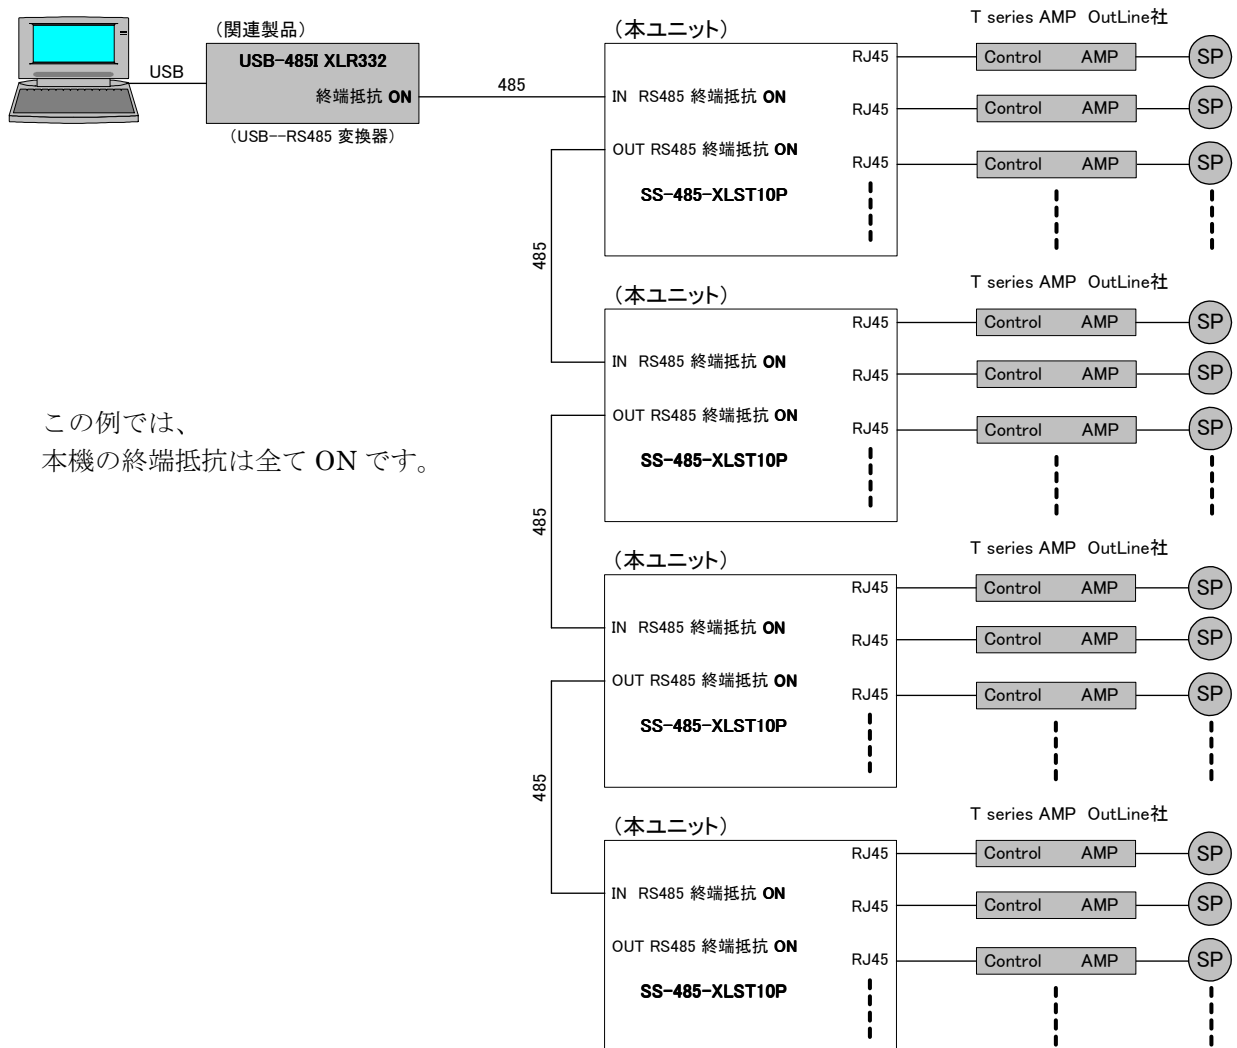 (関連製品)
USB-485I XLR332
終端抵抗 ON
(USB--RS485 変換器)
USB
485
(本ユニット)
IN RS485 終端抵抗 ON
OUT RS485 終端抵抗 ON
SS-485-XLST10P
RJ45
RJ45
RJ45
T series AMP OutLine社
Control AMP SP
Control AMP SP
Control AMP SP
485
(本ユニット)
IN RS485 終端抵抗 ON
OUT RS485 終端抵抗 ON
SS-485-XLST10P
RJ45
RJ45
RJ45
T series AMP OutLine社
Control AMP SP
Control AMP SP
Control AMP SP
この例では、
本機の終端抵抗は全て ON です。
485
(本ユニット)
IN RS485 終端抵抗 ON
OUT RS485 終端抵抗 ON
SS-485-XLST10P
RJ45
RJ45
RJ45
T series AMP OutLine社
Control AMP SP
Control AMP SP
Control AMP SP
485
(本ユニット)
IN RS485 終端抵抗 ON
OUT RS485 終端抵抗 ON
SS-485-XLST10P
RJ45
RJ45
RJ45
T series AMP OutLine社
Control AMP SP
Control AMP SP
Control AMP SP